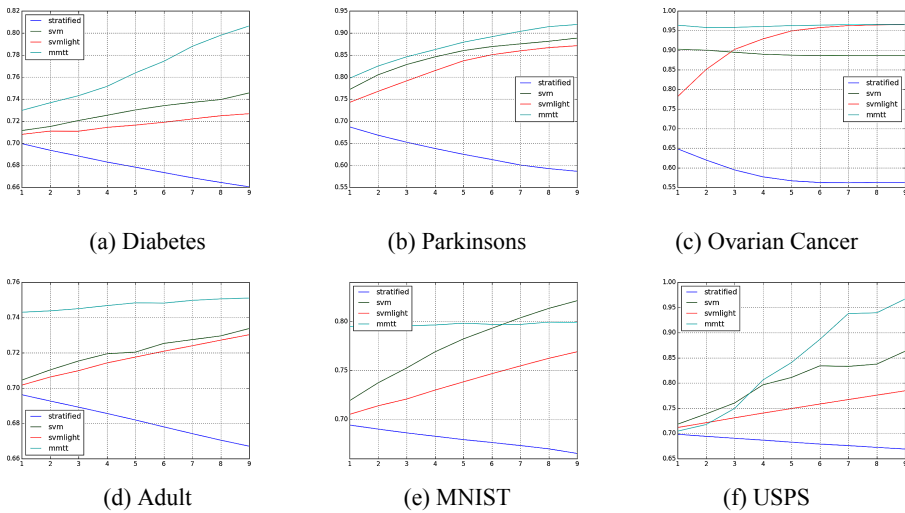 0.82
0.80
0.78
0.76
0.74
0.72
0.70
0.68
0.66
1 2 3 4 5 6 7 8 9
stratified
svm
svmlight
mmtt
(a) Diabetes
0.95
0.90
0.85
0.80
0.75
0.70
0.65
0.60
0.55
1 2 3 4 5 6 7 8 9
stratified
svm
svmlight
mmtt
(b) Parkinsons
1.00
0.95
0.90
0.85
0.80
0.75
0.70
0.65
0.60
0.55
1 2 3 4 5 6 7 8 9
stratified
svm
svmlight
mmtt
(c) Ovarian Cancer
0.76
0.74
0.72
0.70
0.68
0.66
1 2 3 4 5 6 7 8 9
stratified
svm
svmlight
mmtt
(d) Adult
0.80
0.75
0.70
1 2 3 4 5 6 7 8 9
stratified
svm
svmlight
mmtt
(e) MNIST
1.00
0.95
0.90
0.85
0.80
0.75
0.70
0.65
1 2 3 4 5 6 7 8 9
stratified
svm
svmlight
mmtt
(f) USPS